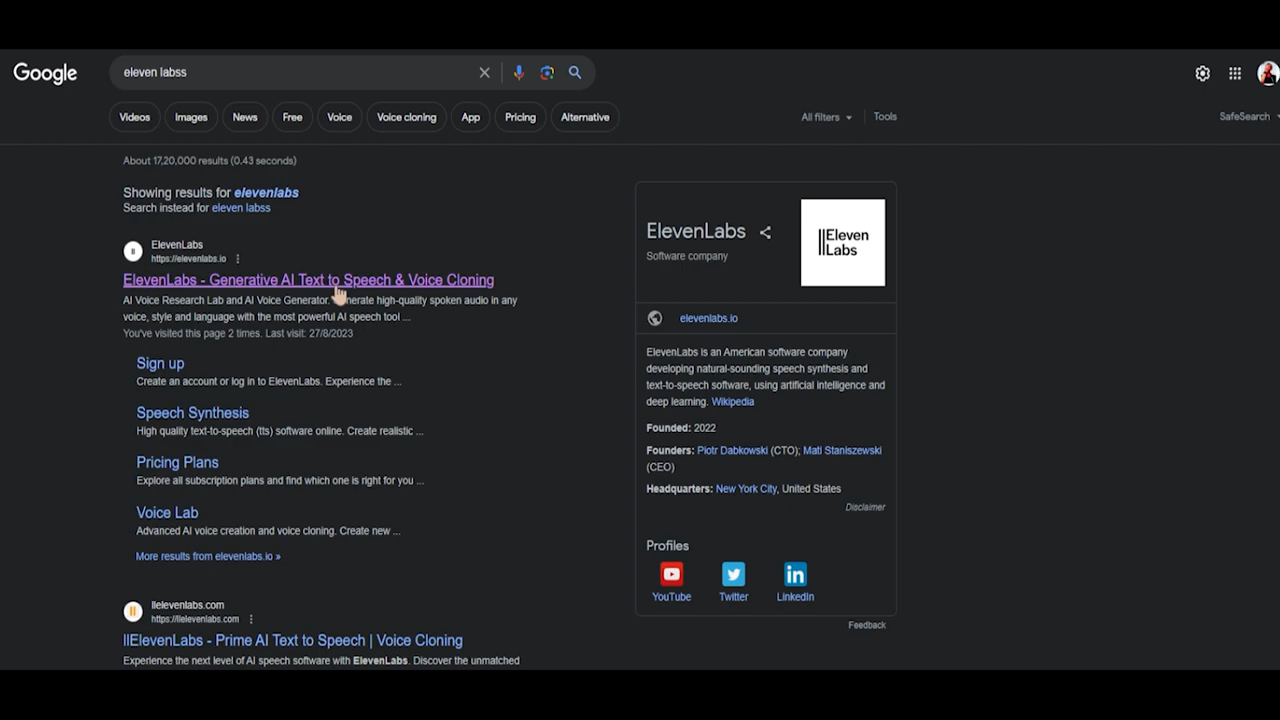 Google
eleven labss
Videos
Images
News
Free
Voice
Voice cloning
App
Pricing
Alternative
All filters
Tools
SafeSearch
About 17,20,000 results (0.43 seconds)
Showing results for elevenlabs
Search instead for eleven labss
ElevenLabs
https://elevenlabs.io
ElevenLabs - Generative AI Text to Speech & Voice Cloning
AI Voice Research Lab and AI Voice Generator. high-quality spoken audio in any
voice, style and language with the most powerful AI speech tool ...
You've visited this page 2 times. Last visit: 27/8/2023
Sign up
Create an account or log in to ElevenLabs. Experience the ...
Speech Synthesis
High quality text-to-speech (tts) software online. Create realistic ...
Pricing Plans
Explore all subscription plans and find which one is right for you ...
Voice Lab
Advanced AI voice creation and voice cloning. Create new ...
More results from elevenlabs.io »
llelevenlabs.com
https://llelevenlabs.com
llElevenLabs - Prime AI Text to Speech | Voice Cloning
Experience the next level of AI speech software with ElevenLabs. Discover the unmatched
ElevenLabs
Software company
||Eleven
Labs
elevenlabs.io
ElevenLabs is an American software company
developing natural-sounding speech synthesis and
text-to-speech software, using artificial intelligence and
deep learning. Wikipedia
Founded: 2022
Founders: Piotr Dabkowski (CTO); Mati Staniszewski
(CEO)
Headquarters: New York City, United States
Disclaimer
Profiles
YouTube
Twitter
LinkedIn
Feedback